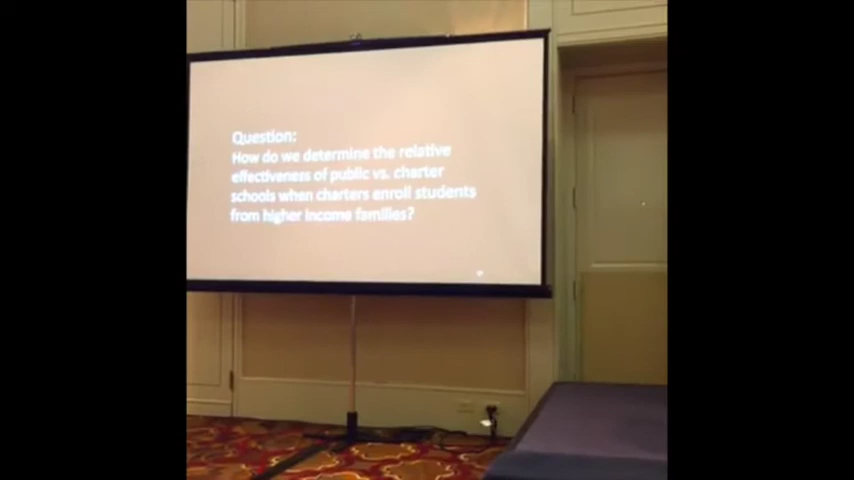 Question:
How do we determine the relative
effectiveness of public vs. charter
schools when charters enroll students
from higher income families?